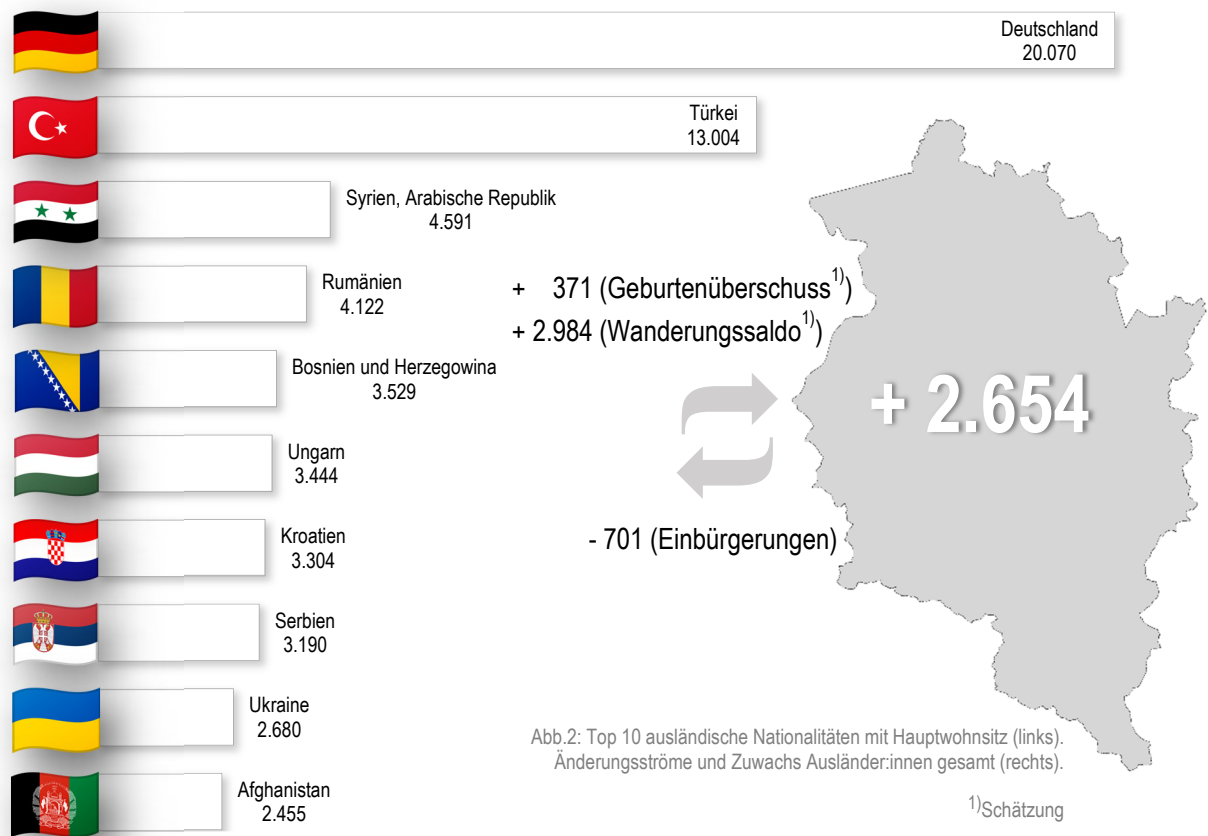 Deutschland
20.070
Türkei
13.004
Syrien, Arabische Republik
4.591
Rumänien
4.122
Bosnien und Herzegowina
3.529
Ungarn
3.444
Kroatien
3.304
Serbien
3.190
Ukraine
2.680
Afghanistan
2.455
+ 371 (Geburtenüberschuss1))
+ 2.984 (Wanderungssaldo1))
+ 2.654
- 701 (Einbürgerungen)
Abb.2: Top 10 ausländische Nationalitäten mit Hauptwohnsitz (links).
Änderungsströme und Zuwachs Ausländer:innen gesamt (rechts).
1)Schätzung